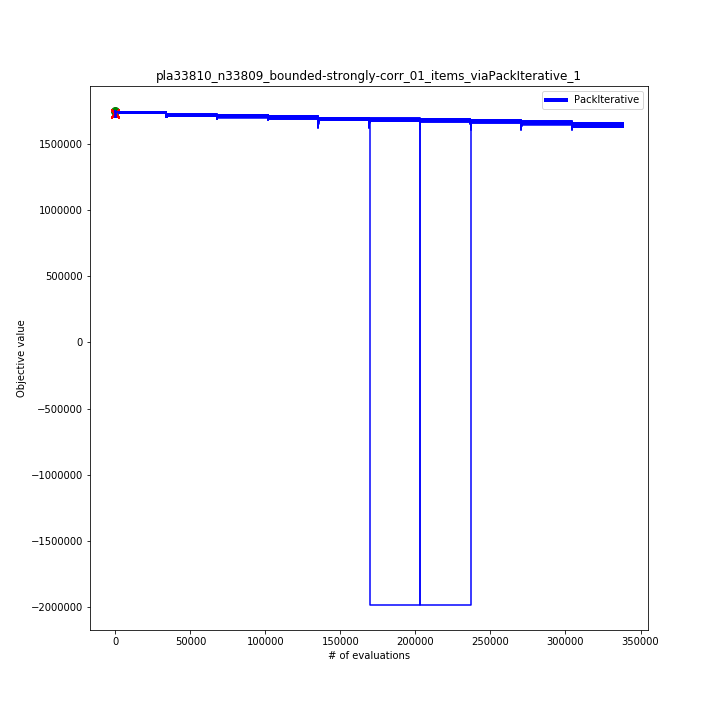 pla33810_n33809_bounded-strongly-corr_01_items_viaPackIterative_1
PackIterative
1500000
1000000
500000
0
−500000
−1000000
−1500000
−2000000
Objective value
0 50000 100000 150000 200000 250000 300000 350000
# of evaluations